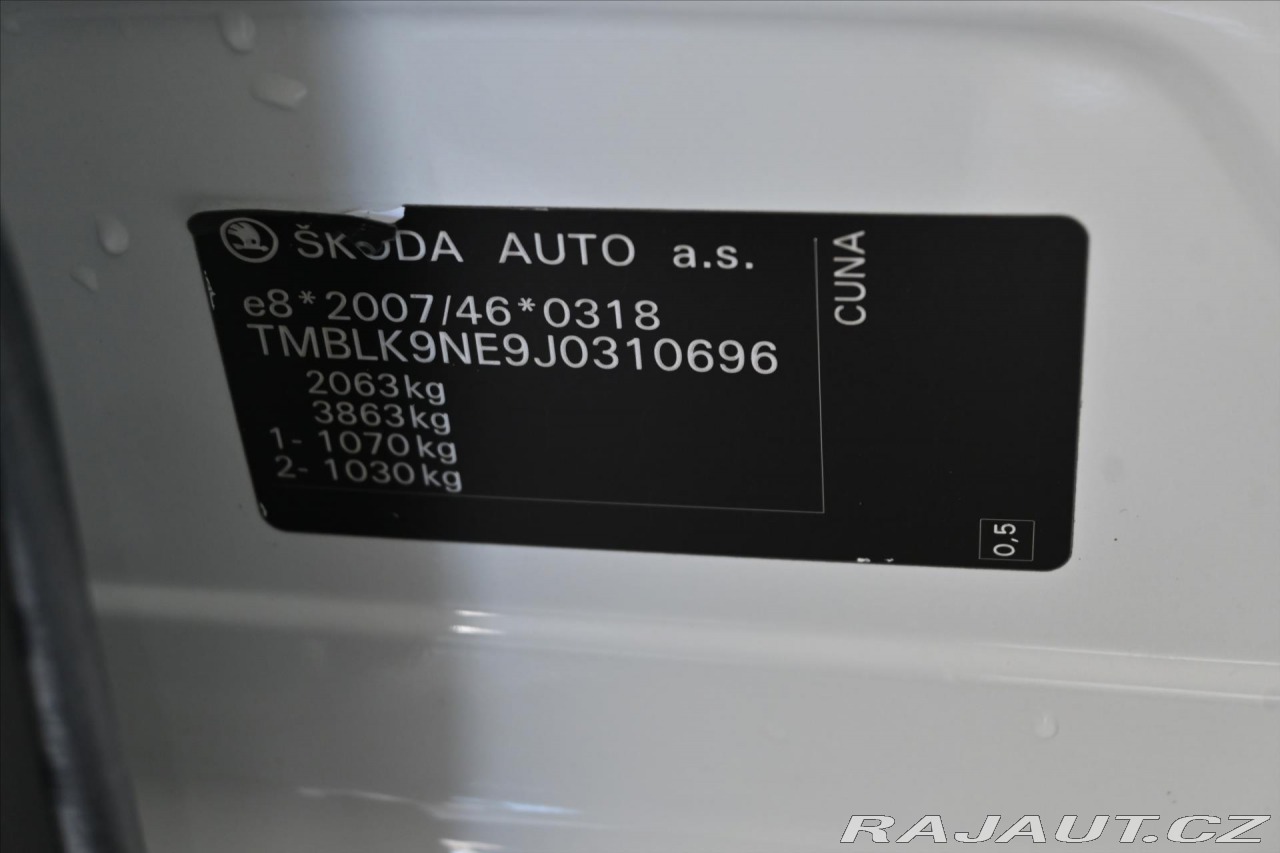 ŠKODA AUTO a.s.
e8*2007/46*0318
TMBLK9NE9J0310696
2063kg
3863kg
1- 1070kg
2- 1030kg
CUNA
0,5
RAJAUT.CZ